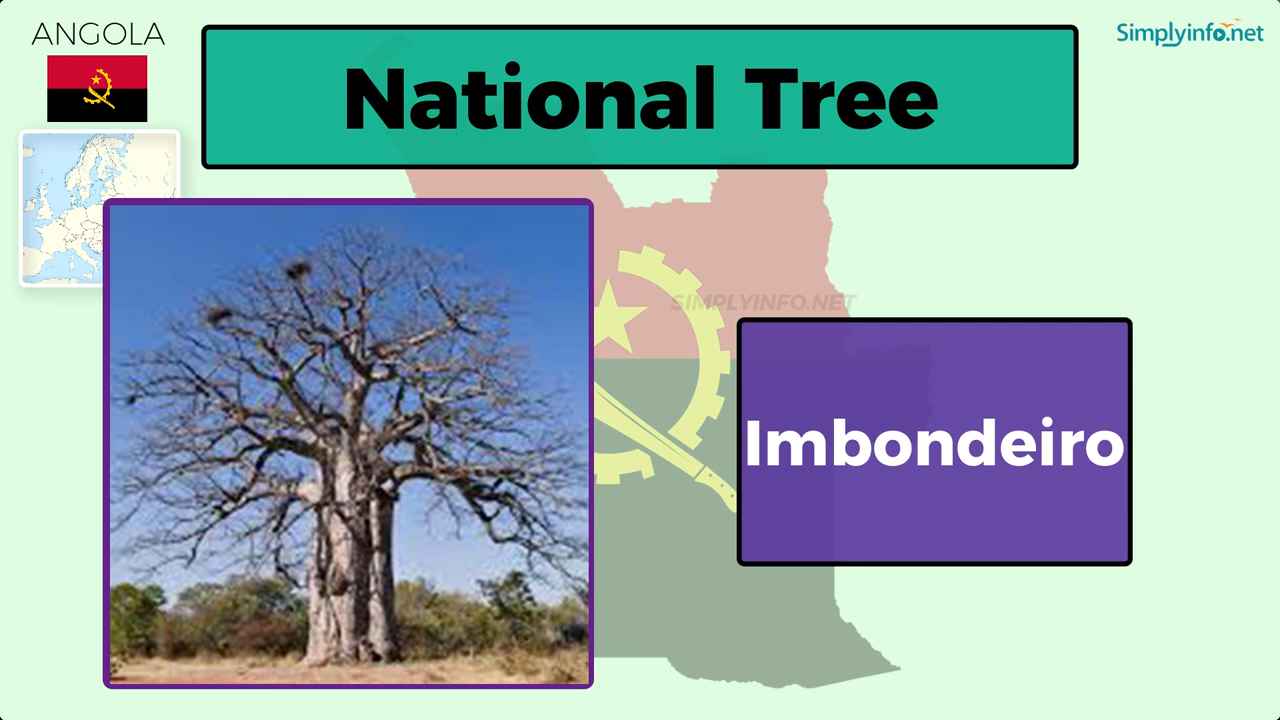 ANGOLA
National Tree
Simplyinfo.net
SIMPLYINFO.NET
Imbondeiro